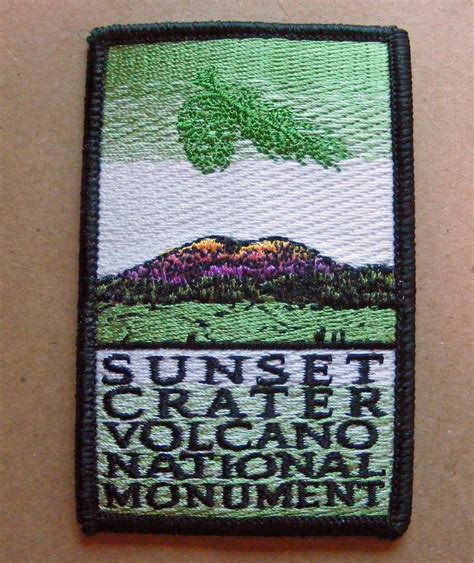 SUNSET
CRATER
VOLCANO
NATIONAL
MONUMENT